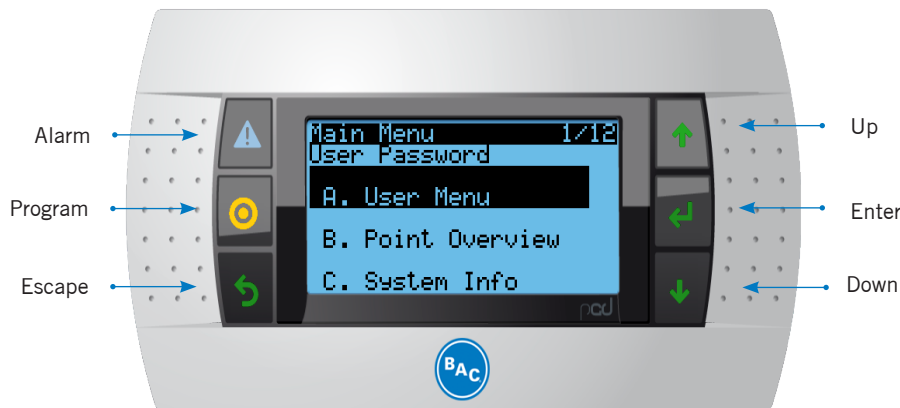 Alarm
Program
Escape
Main Menu 1/12
User Password
A. User Menu
B. Point Overview
C. System Info
pGD
BAC
Up
Enter
Down